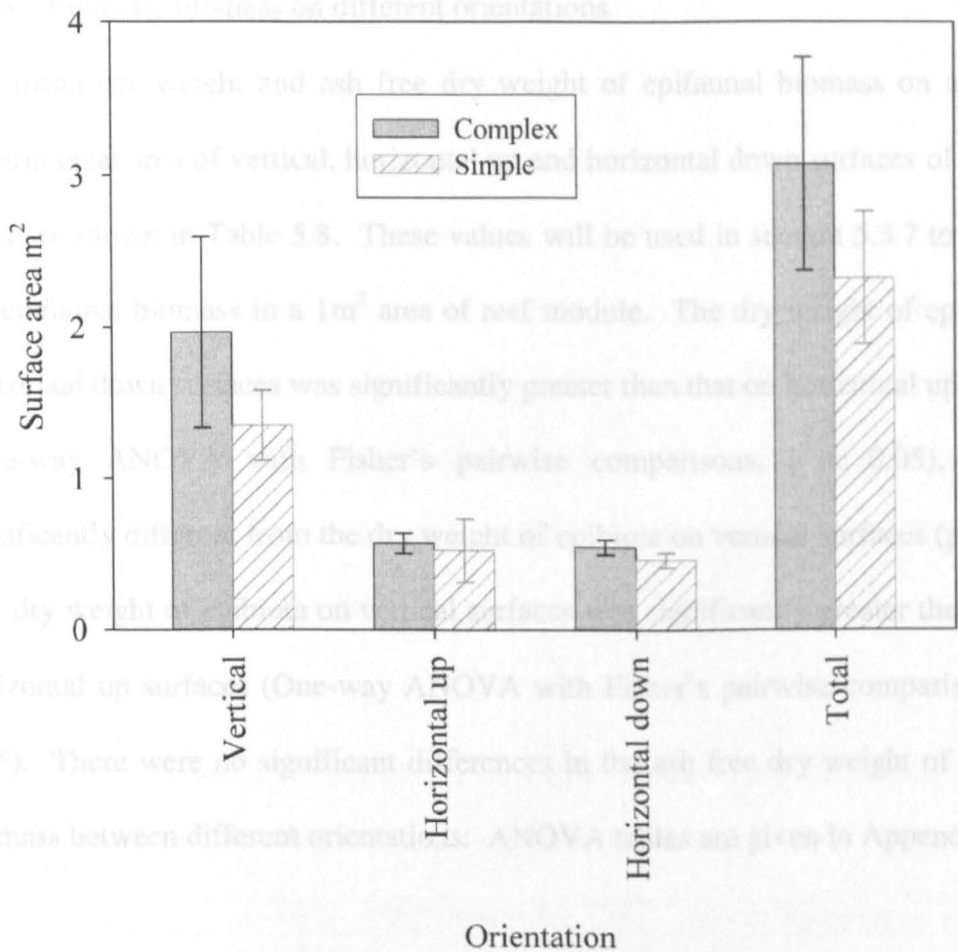 5 Epifaunal biomass on different orientations
4
mean dry weight and ash free dry weight of epifaunal biomass on
Complex
area of vertical, horizontal up and horizontal down surfaces of
Simple
3
shown in Table 5.8. These values will be used in section 5.3.7 to
Surface area m²
2
biomass in a 1m² area of reef module. The dry weight of
down surfaces was significantly greater than that on horizontal up
ANOVA with Fisher's pairwise comparisons, 0.05).
1
different from the dry weight of epibiota on vertical surfaces
0
dry weight of epibiota on vertical surfaces was significantly greater
Vertical
Horizontal up
Horizontal down
Total
up surfaces (One-way ANOVA with Fisher's pairwise
5). There were no significant differences in the ash free dry weight of
between different orientations. ANOVA tables are given in
Orientation